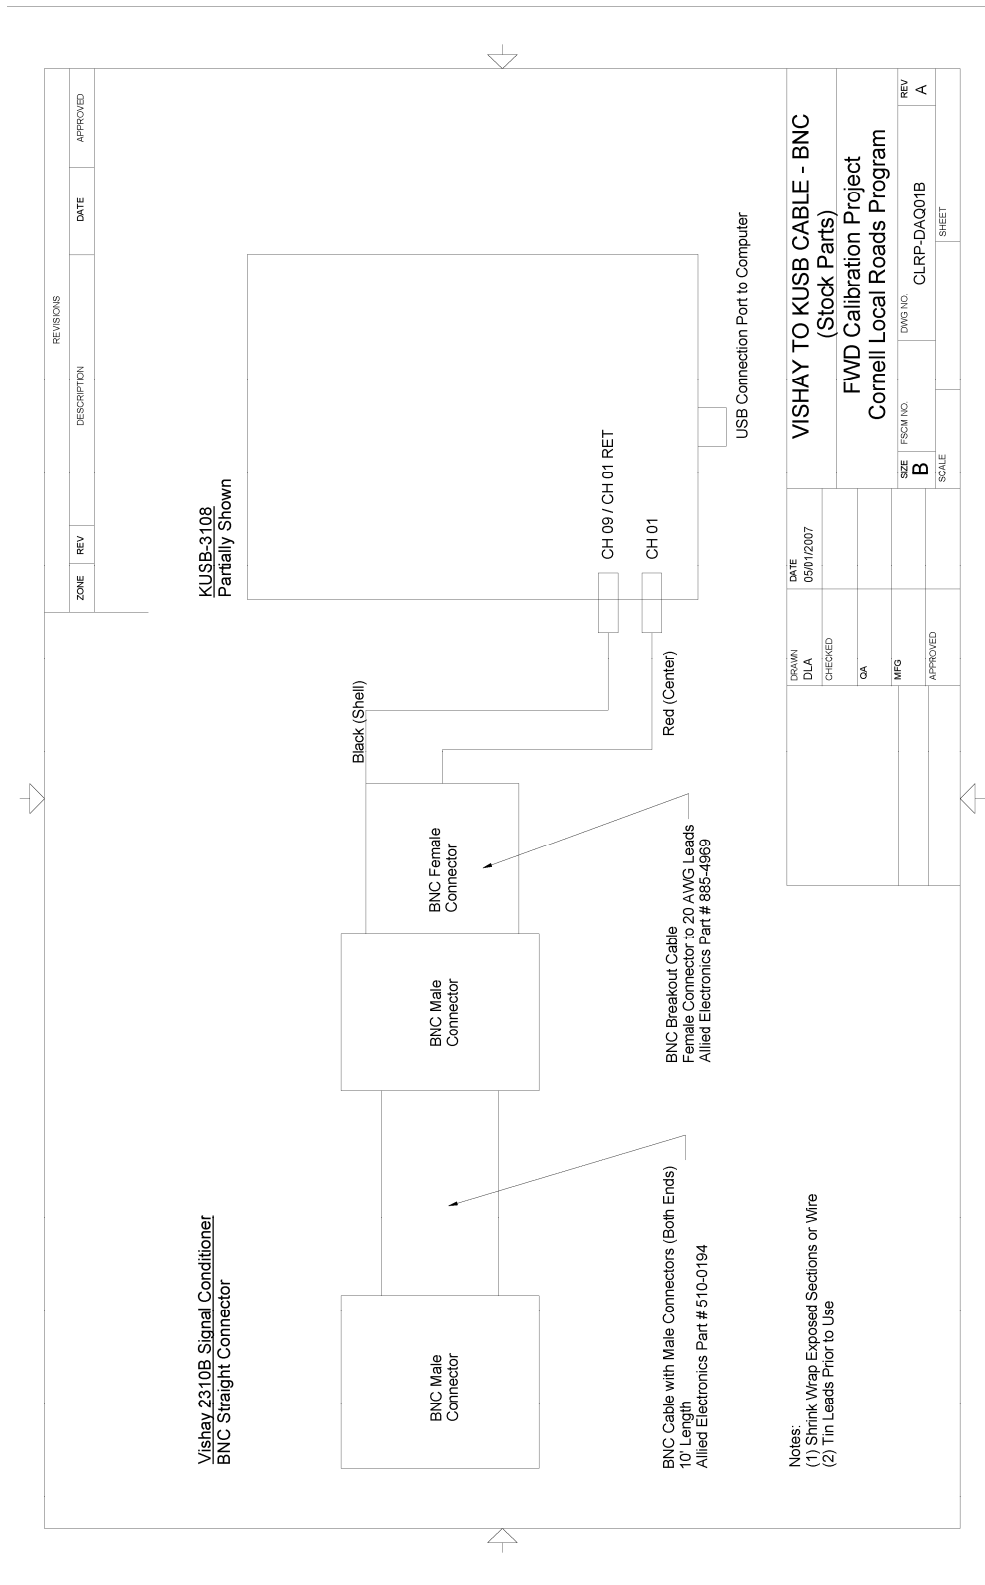 REVISIONS
ZONE REV DESCRIPTION DATE APPROVED
Vishay 2310B Signal Conditioner
BNC Straight Connector
KUSB-3108
Partially Shown
BNC Male
Connector
BNC Male
Connector
BNC Female
Connector
Black (Shell)
Red (Center)
CH 09 / CH 01 RET
CH 01
USB Connection Port to Computer
BNC Cable with Male Connectors (Both Ends)
10' Length
Allied Electronics Part # 510-0194
BNC Breakout Cable
Female Connector to 20 AWG Leads
Allied Electronics Part # 885-4969
Notes:
(1) Shrink Wrap Exposed Sections or Wire
(2) Tin Leads Prior to Use
DRAWN
DLA
DATE
05/01/2007
CHECKED
QA
MFG
APPROVED
VISHAY TO KUSB CABLE - BNC
(Stock Parts)
FWD Calibration Project
Cornell Local Roads Program
SIZE
B
FSCM NO.
DWG NO.
CLRP-DAQ01B
REV
A
SCALE
SHEET